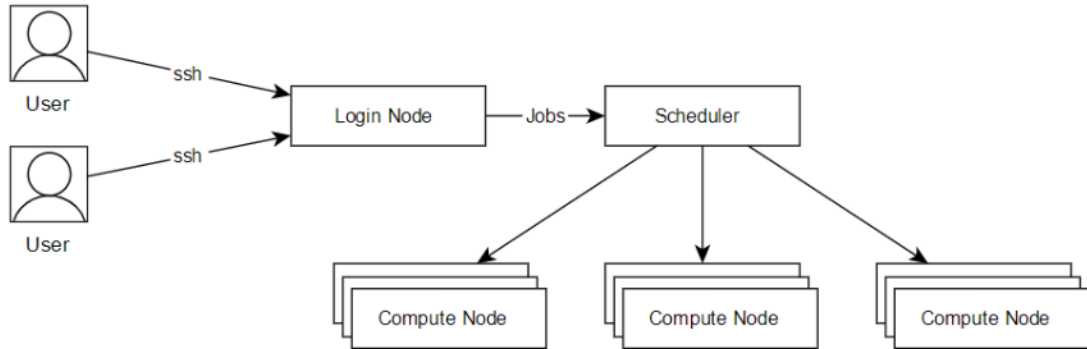 User
ssh
Login Node
Jobs
Scheduler
ssh
User
Compute Node
Compute Node
Compute Node